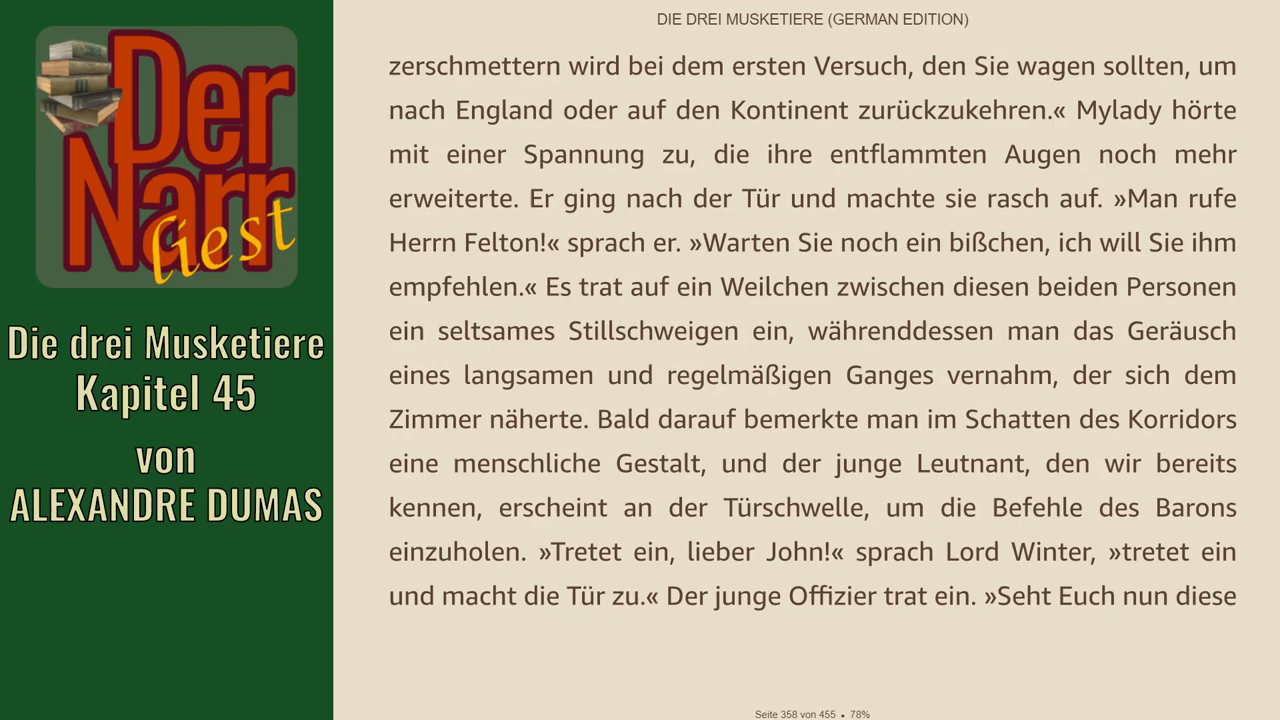 Der
Narr
liest
Die drei Musketiere
Kapitel 45
von
ALEXANDRE DUMAS
DIE DREI MUSKETIERE (GERMAN EDITION)
zerschmettern wird bei dem ersten Versuch, den Sie wagen sollten, um
nach England oder auf den Kontinent zurückzukehren.« Mylady hörte
mit einer Spannung zu, die ihre entflammten Augen noch mehr
erweiterte. Er ging nach der Tür und machte sie rasch auf. »Man rufe
Herrn Felton!« sprach er. »Warten Sie noch ein bißchen, ich will Sie ihm
empfehlen.« Es trat auf ein Weilchen zwischen diesen beiden Personen
ein seltsames Stillschweigen ein, währenddessen man das Geräusch
eines langsamen und regelmäßigen Ganges vernahm, der sich dem
Zimmer näherte. Bald darauf bemerkte man im Schatten des Korridors
eine menschliche Gestalt, und der junge Leutnant, den wir bereits
kennen, erscheint an der Türschwelle, um die Befehle des Barons
einzuholen. »Tretet ein, lieber John!« sprach Lord Winter, »tretet ein
und macht die Tür zu.« Der junge Offizier trat ein. »Seht Euch nun diese
Seite 358 von 455 • 78%